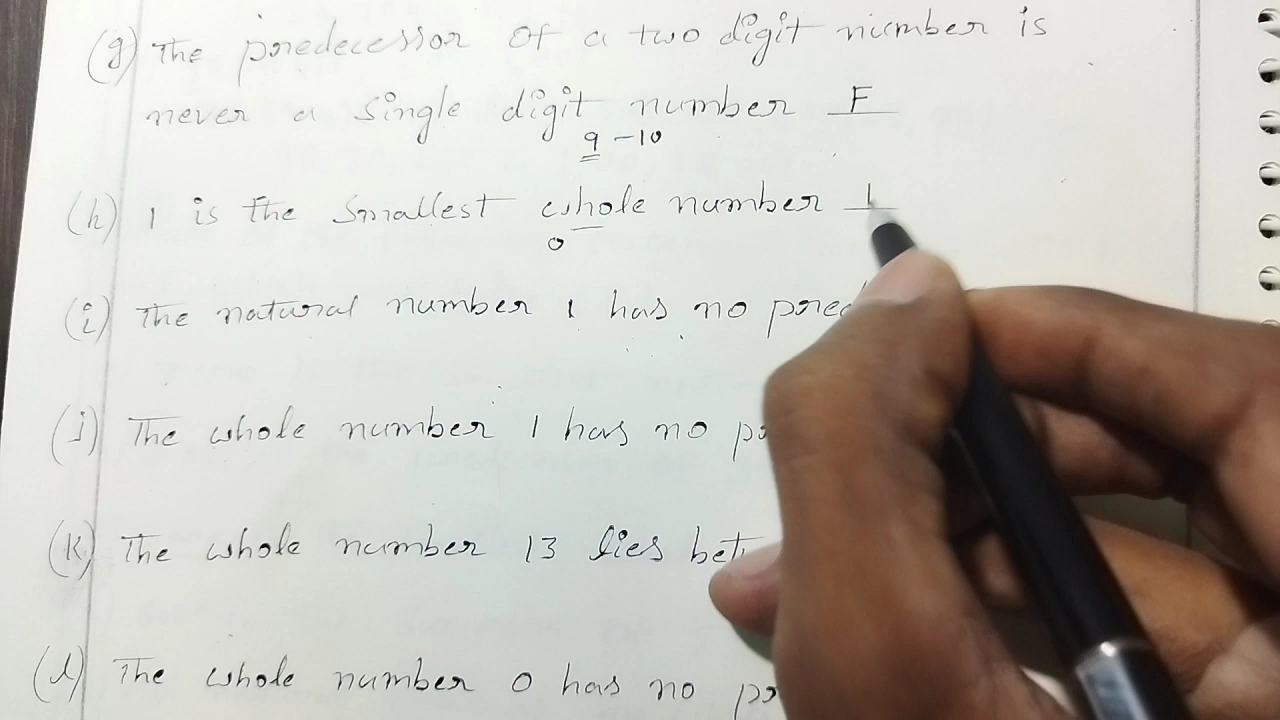 (g) The predecessor of a two digit number is
never a single digit number F
9 - 10
(h) 1 is the smallest whole number
0
(i) The natural number 1 has no
(j) The whole number 1 has no
(k) The whole number 13 lies
(l) The whole number 0 has no